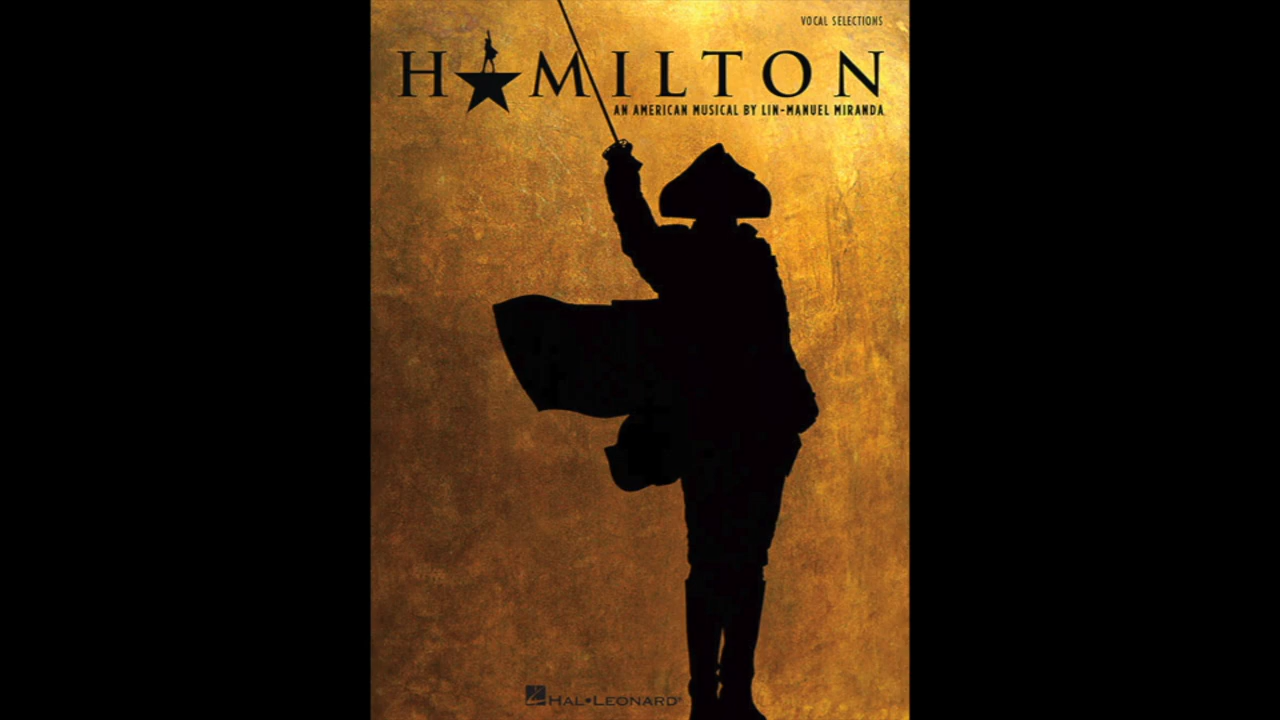 VOCAL SELECTIONS
HAMILTON
AN AMERICAN MUSICAL BY LIN-MANUEL MIRANDA
HAL•LEONARD®